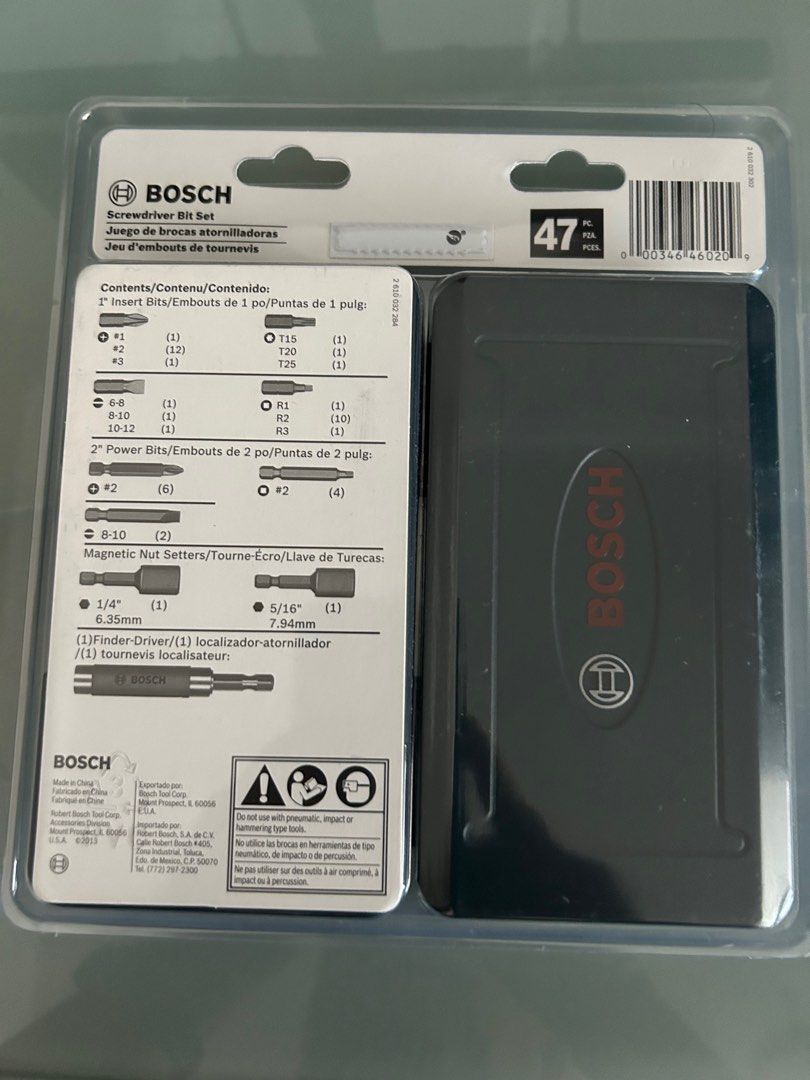 BOSCH
Screwdriver Bit Set
Juego de brocas atornilladoras
Jeu d'embouts de tournevis
47 PC.
PZA.
PCES.
2 610 032 302
0 00346 46020 9
Contents/Contenu/Contenido:
2 610 032 284
1" Insert Bits/Embouts de 1 po/Puntas de 1 pulg:
#1 (1) T15 (1)
#2 (12) T20 (1)
#3 (1) T25 (1)
6-8 (1) R1 (1)
8-10 (1) R2 (10)
10-12 (1) R3 (1)
2" Power Bits/Embouts de 2 po/Puntas de 2 pulg:
#2 (6) #2 (4)
8-10 (2)
Magnetic Nut Setters/Tourne-Écro/Llave de Turecas:
1/4" (1) 5/16" (1)
6.35mm 7.94mm
(1)Finder-Driver/(1) localizador-atornillador
/(1) tournevis localisateur:
BOSCH
BOSCH
Made in China
Fabricado en China
Fabriqué en Chine
Robert Bosch Tool Corp.
Accessories Division
Mount Prospect, IL 60056
U.S.A. ©2013
Exportado por:
Bosch Tool Corp.
Mount Prospect, IL 60056
E.U.A.
Importado por:
Robert Bosch, S.A. de C.V.
Calle Robert Bosch #405,
Zona Industrial, Toluca,
Edo. de Mexico, C.P. 50070
Tel. (772) 297-2300
Do not use with pneumatic, impact or
hammering type tools.
No utilice las brocas en herramientas de tipo
neumático, de impacto o de percusión.
Ne pas utiliser sur des outils à air comprimé, à
impact ou à percussion.
BOSCH